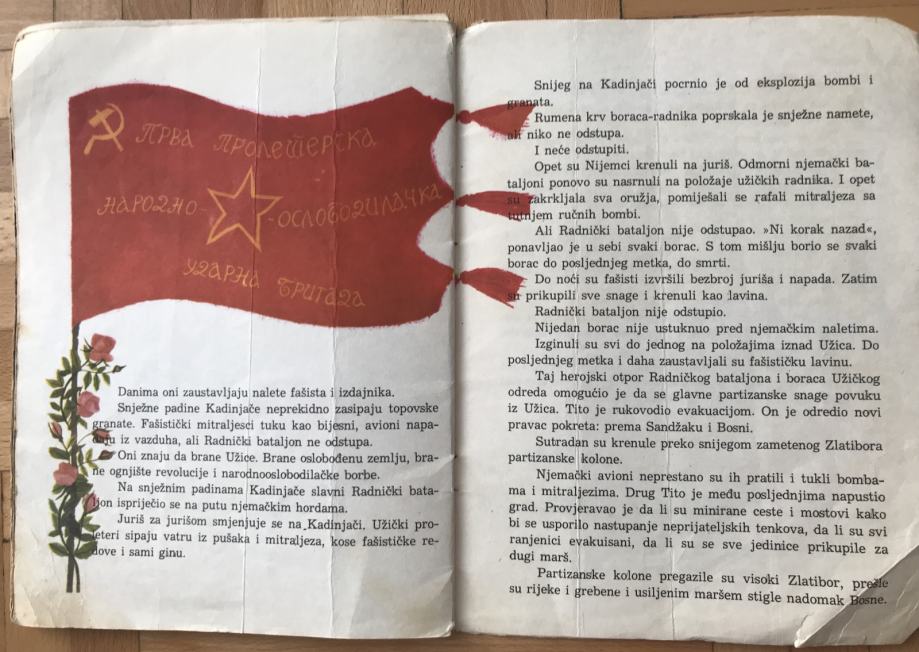 ПРВА ПРОЛЕТЕРСКА
НАРОДНО-ОСЛОБОДИЛАЧКА
УДАРНА БРИГАДА
Danima oni zaustavljaju nalete fašista i izdajnika.
Snježne padine Kadinjače neprekidno zasipaju topovske
granate. Fašistički mitraljesci tuku kao bijesni, avioni napa-
daju iz vazduha, ali Radnički bataljon ne odstupa.
Oni znaju da brane Užice. Brane oslobođenu zemlju, bra-
ne ognjište revolucije i narodnooslobodilačke borbe.
Na snježnim padinama Kadinjače slavni Radnički bata-
ljon ispriječio se na putu njemačkim hordama.
Juriš za jurišom smjenjuje se na Kadinjači. Užički pro-
leteri sipaju vatru iz pušaka i mitraljeza, kose fašističke re-
dove i sami ginu.
Snijeg na Kadinjači pocrnio je od eksplozija bombi i
granata.
Rumena krv boraca-radnika poprskala je snježne namete,
ali niko ne odstupa.
I neće odstupiti.
Opet su Nijemci krenuli na juriš. Odmorni njemački ba-
taljoni ponovo su nasrnuli na položaje užičkih radnika. I opet
su zakrkljala sva oružja, pomiješali se rafali mitraljeza sa
tutnjem ručnih bombi.
Ali Radnički bataljon nije odstupao. »Ni korak nazad«,
ponavljao je u sebi svaki borac. S tom mišlju borio se svaki
borac do posljednjeg metka, do smrti.
Do noći su fašisti izvršili bezbroj juriša i napada. Zatim
su prikupili sve snage i krenuli kao lavina.
Radnički bataljon nije odstupio.
Nijedan borac nije ustuknuo pred njemačkim naletima.
Izginuli su svi do jednog na položajima iznad Užica. Do
posljednjeg metka i daha zaustavljali su fašističku lavinu.
Taj herojski otpor Radničkog bataljona i boraca Užičkog
odreda omogućio je da se glavne partizanske snage povuku
iz Užica. Tito je rukovodio evakuacijom. On je odredio novi
pravac pokreta: prema Sandžaku i Bosni.
Sutradan su krenule preko snijegom zametenog Zlatibora
partizanske kolone.
Njemački avioni neprestano su ih pratili i tukli bomba-
ma i mitraljezima. Drug Tito je među posljednjima napustio
grad. Provjeravao je da li su minirane ceste i mostovi kako
bi se usporilo nastupanje neprijateljskih tenkova, da li su svi
ranjenici evakuisani, da li su se sve jedinice prikupile za
dugi marš.
Partizanske kolone pregazile su visoki Zlatibor, prešle
su rijeke i grebene i usiljenim maršem stigle nadomak Bosne.